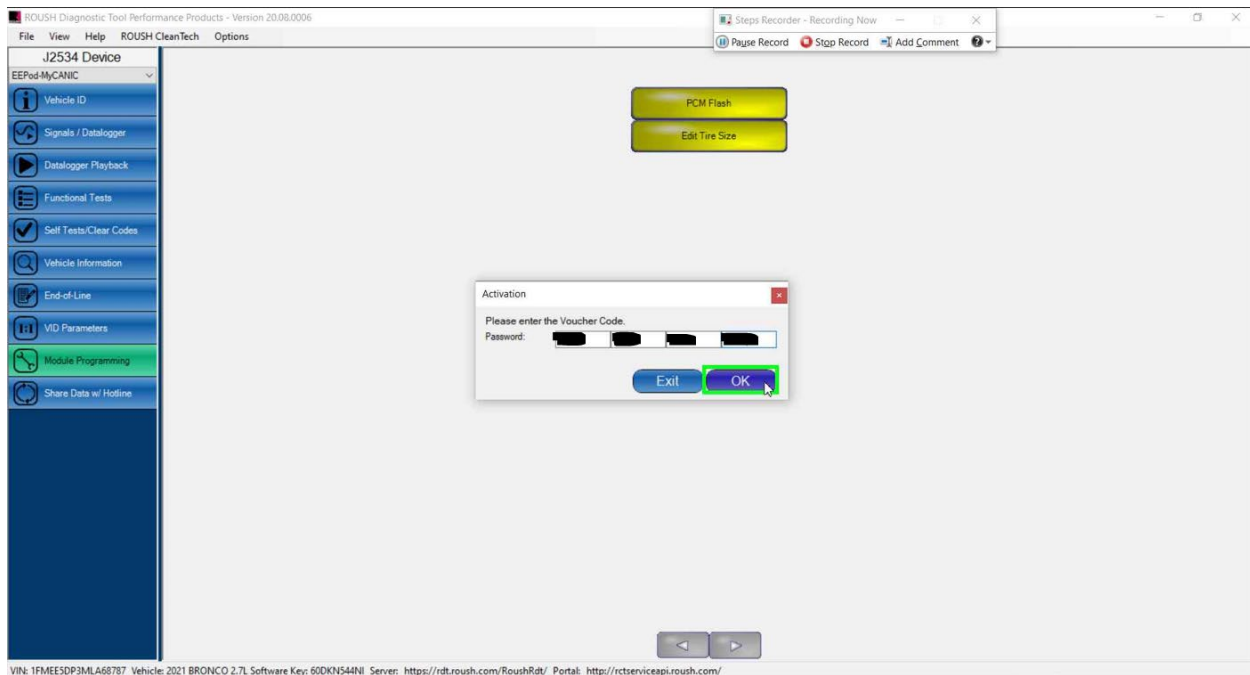 ROUSH Diagnostic Tool Performance Products - Version 20.08.0006
Steps Recorder - Recording Now
File View Help ROUSH CleanTech Options
Pause Record Stop Record Add Comment
J2534 Device
EEPod-MyCANIC
Vehicle ID
Signals / Datalogger
Datalogger Playback
Functional Tests
Self Tests/Clear Codes
Vehicle Information
End-of-Line
VID Parameters
Module Programming
Share Data w/ Hotline
PCM Flash
Edit Tire Size
Activation
Please enter the Voucher Code.
Password:
Exit OK
VIN: 1FMEE5DP3MLA68787 Vehicle: 2021 BRONCO 2.7L Software Key: 60DKN544NI Server: https://rdt.roush.com/RoushRdt/ Portal: http://rctserviceapi.roush.com/